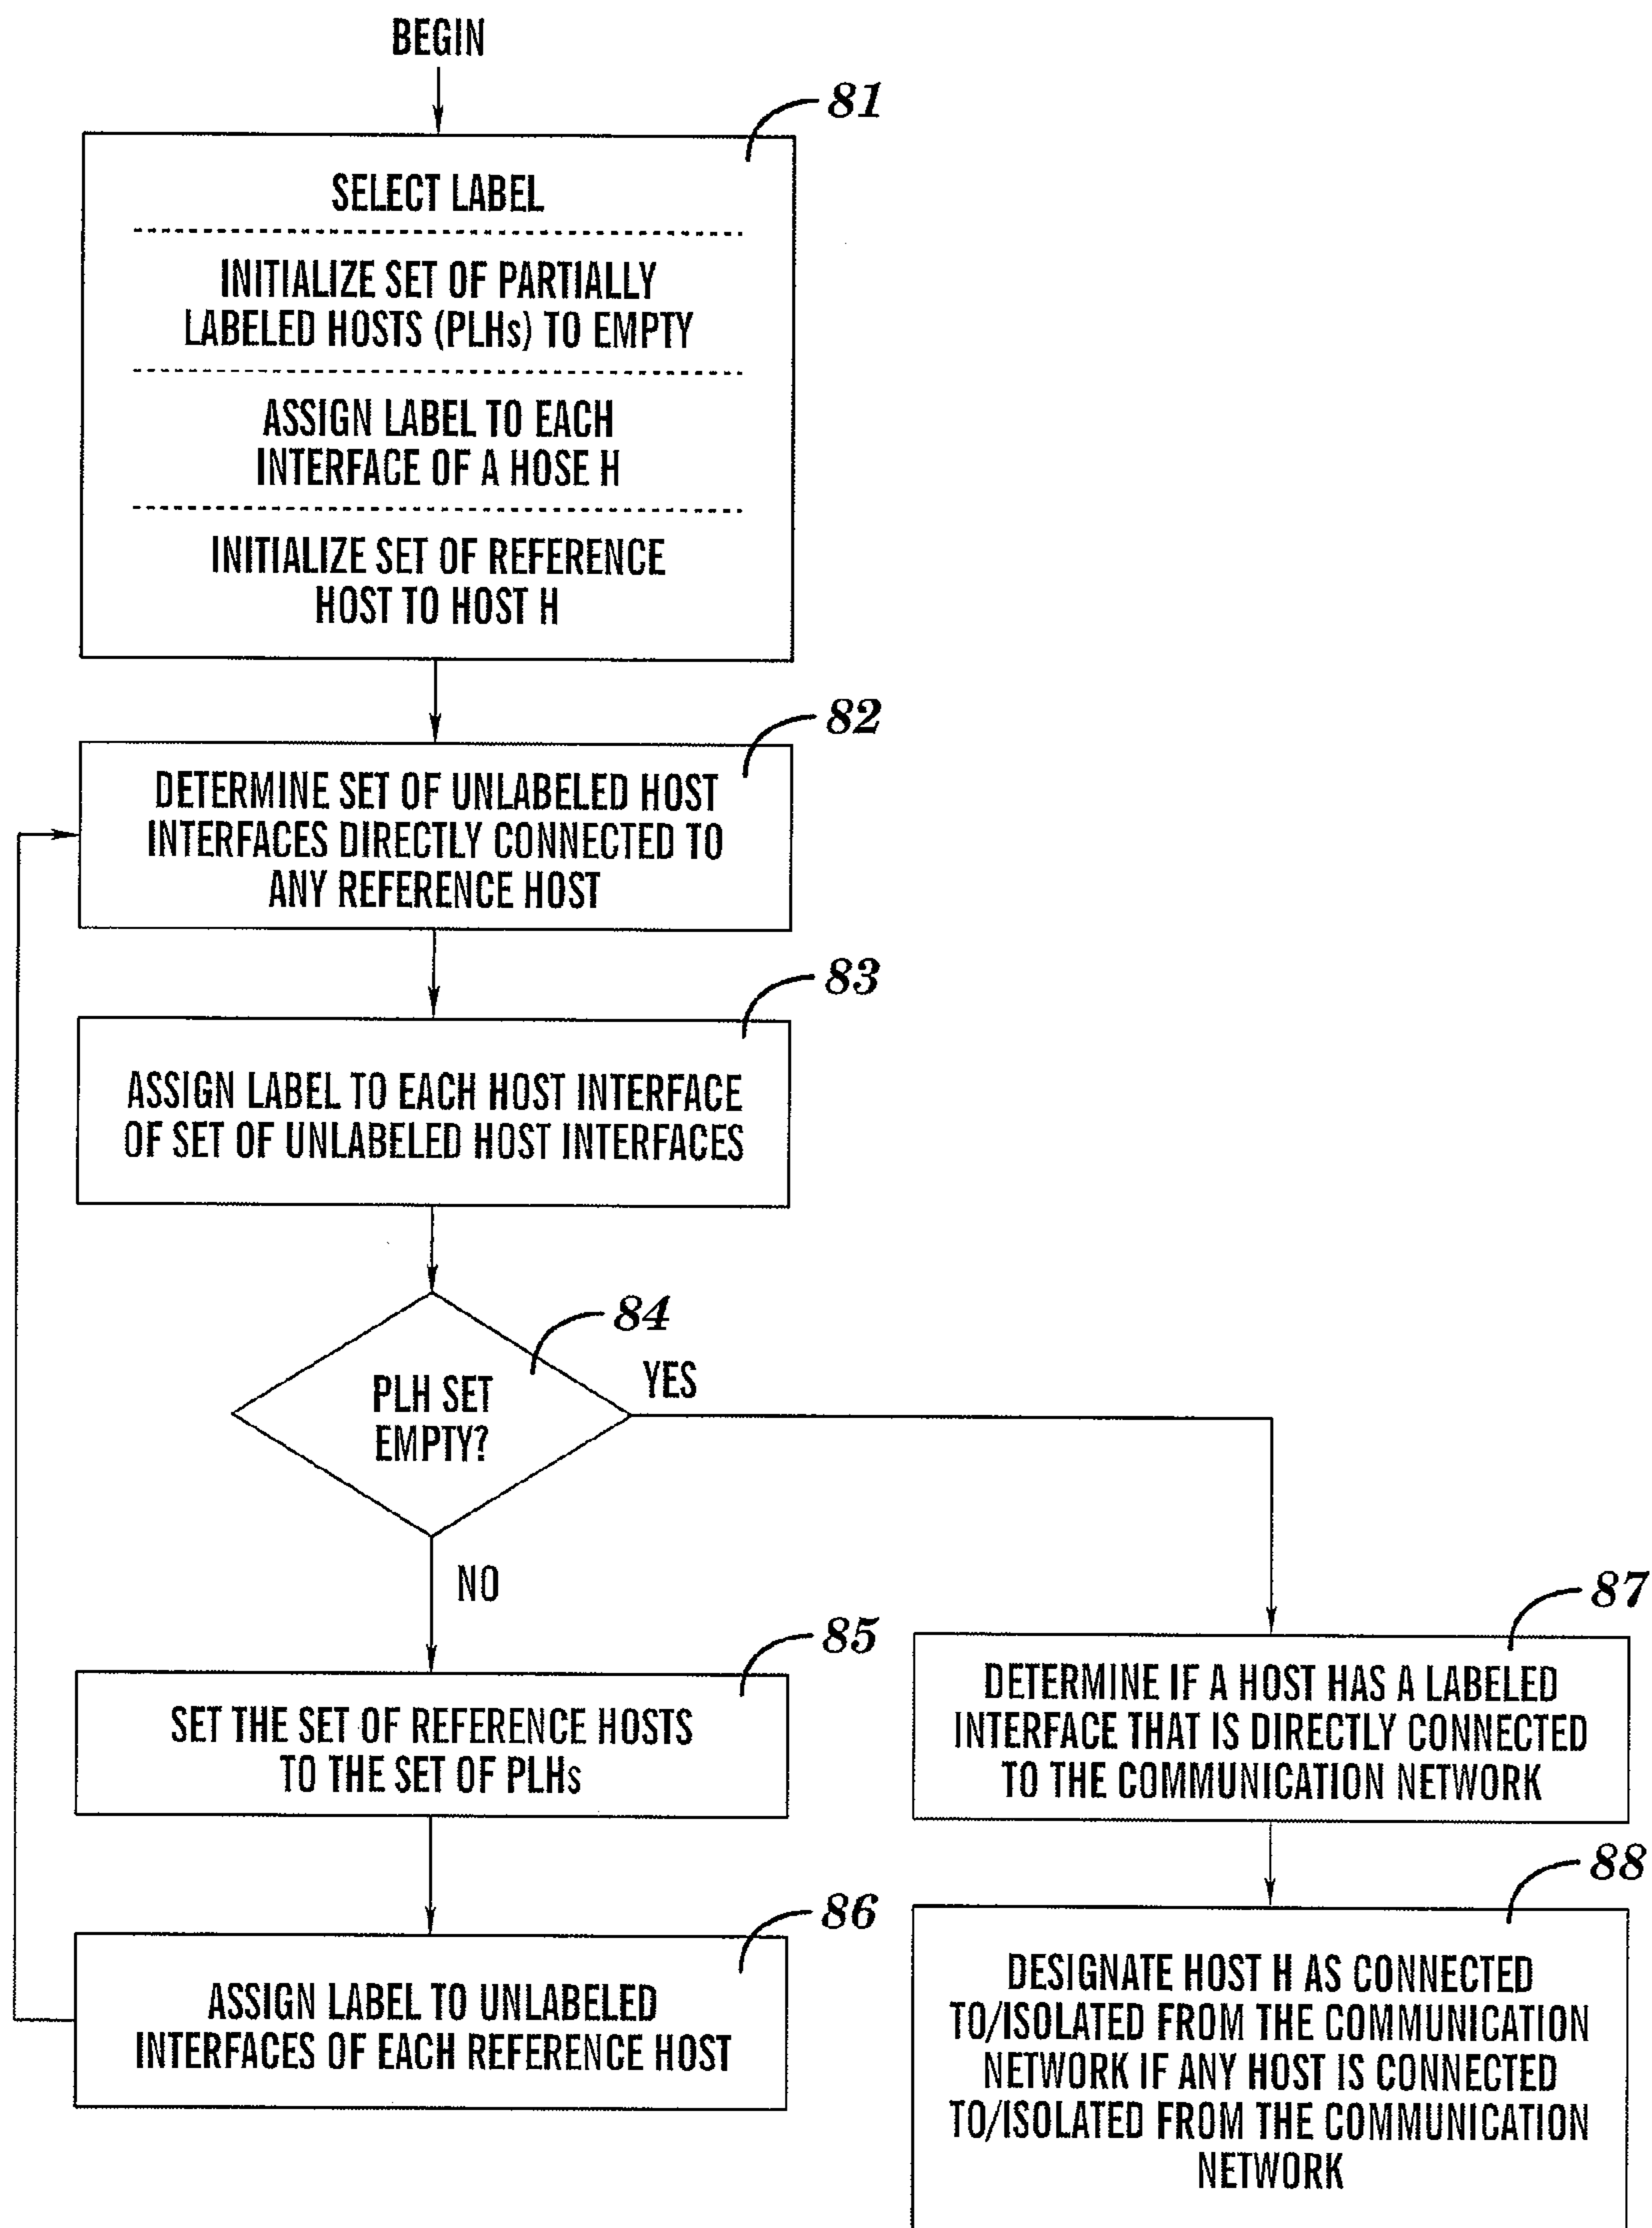 BEGIN
81
SELECT LABEL
INITIALIZE SET OF PARTIALLY
LABELED HOSTS (PLHs) TO EMPTY
ASSIGN LABEL TO EACH
INTERFACE OF A HOSE H
INITIALIZE SET OF REFERENCE
HOST TO HOST H
82
DETERMINE SET OF UNLABELED HOST
INTERFACES DIRECTLY CONNECTED TO
ANY REFERENCE HOST
83
ASSIGN LABEL TO EACH HOST INTERFACE
OF SET OF UNLABELED HOST INTERFACES
84
PLH SET
EMPTY?
YES
NO
85
SET THE SET OF REFERENCE HOSTS
TO THE SET OF PLHs
86
ASSIGN LABEL TO UNLABELED
INTERFACES OF EACH REFERENCE HOST
87
DETERMINE IF A HOST HAS A LABELED
INTERFACE THAT IS DIRECTLY CONNECTED
TO THE COMMUNICATION NETWORK
88
DESIGNATE HOST H AS CONNECTED
TO/ISOLATED FROM THE COMMUNICATION
NETWORK IF ANY HOST IS CONNECTED
TO/ISOLATED FROM THE COMMUNICATION
NETWORK